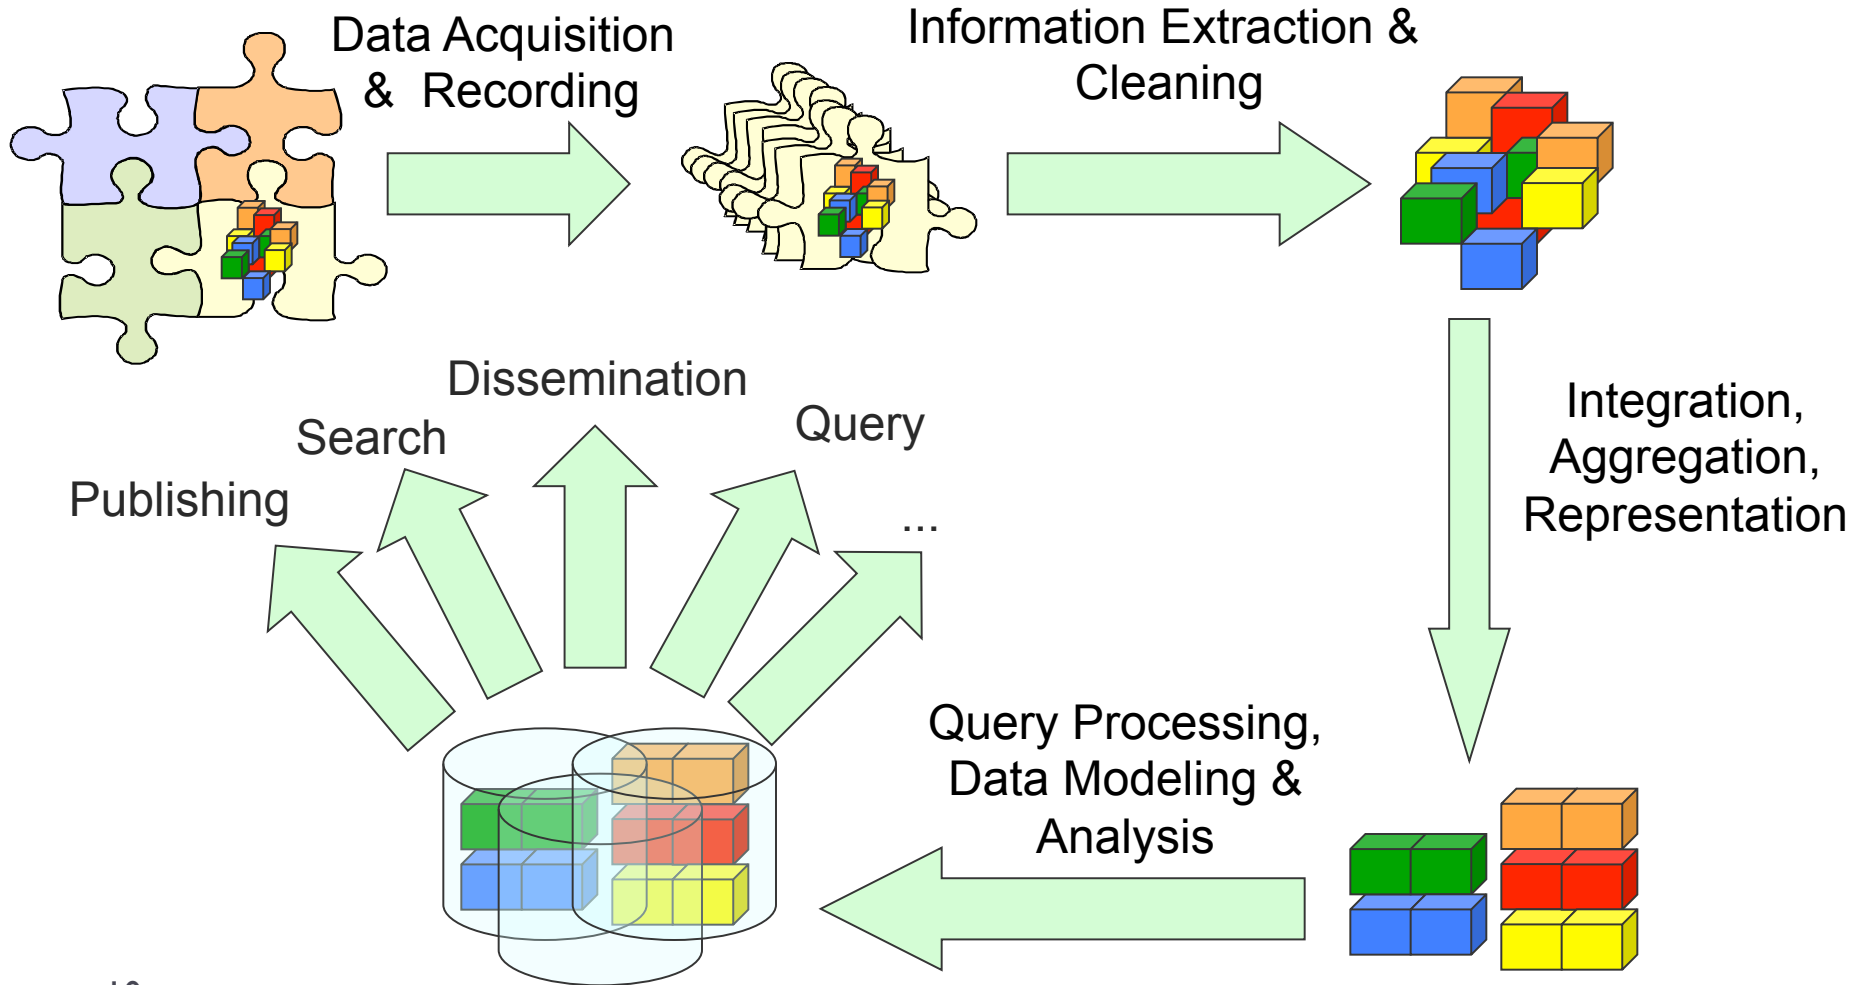 Data Acquisition
& Recording
Information Extraction &
Cleaning
Integration,
Aggregation,
Representation
Query Processing,
Data Modeling &
Analysis
Dissemination
Search
Query
Publishing
...